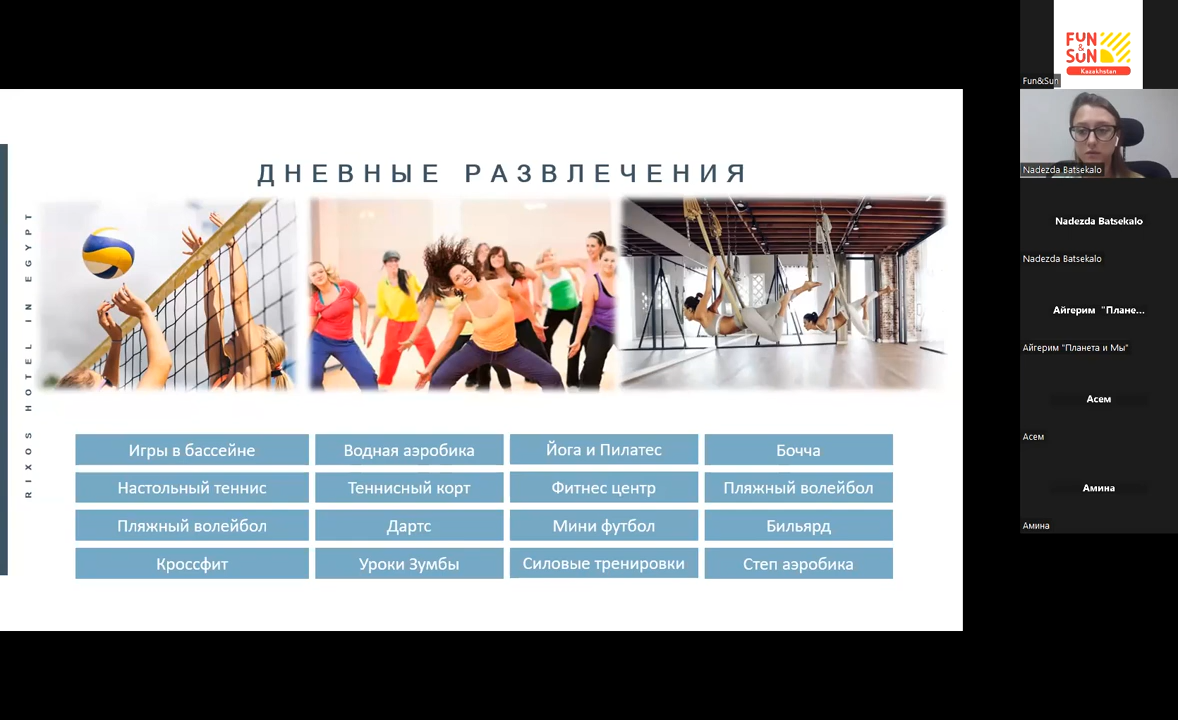 ДНЕВНЫЕ РАЗВЛЕЧЕНИЯ
RIXOS HOTEL IN EGYPT
Игры в бассейне
Водная аэробика
Йога и Пилатес
Бочча
Настольный теннис
Теннисный корт
Фитнес центр
Пляжный волейбол
Пляжный волейбол
Дартс
Мини футбол
Бильярд
Кроссфит
Уроки Зумбы
Силовые тренировки
Степ аэробика
FUN
&
SUN
Kazakhstan
Fun&Sun
Nadezda Batsekalo
Nadezda Batsekalo
Nadezda Batsekalo
Айгерим "Плане...
Айгерим "Планета и Мы"
Асем
Асем
Амина
Амина